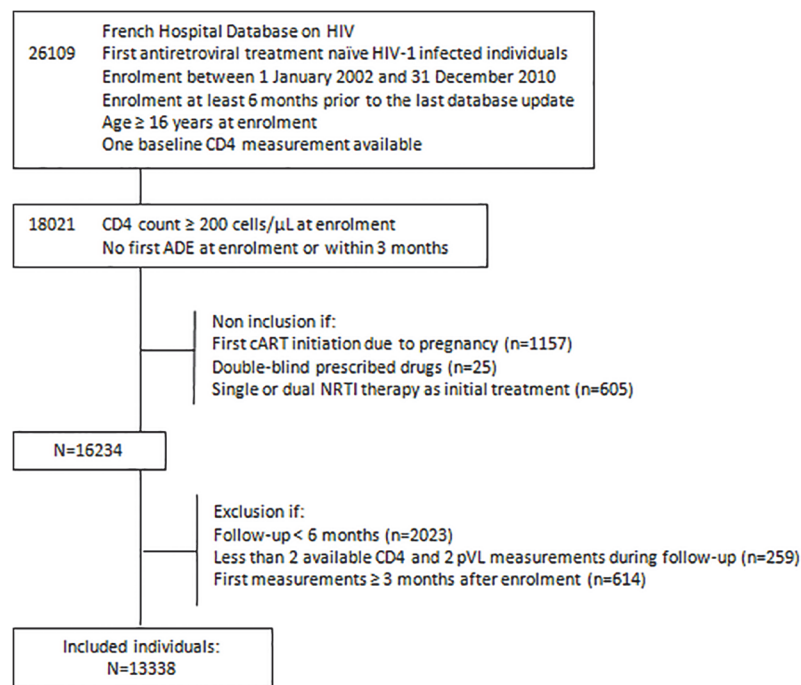 French Hospital Database on HIV
26109 First antiretroviral treatment naïve HIV-1 infected individuals
Enrolment between 1 January 2002 and 31 December 2010
Enrolment at least 6 months prior to the last database update
Age ≥ 16 years at enrolment
One baseline CD4 measurement available
18021 CD4 count ≥ 200 cells/µL at enrolment
No first ADE at enrolment or within 3 months
Non inclusion if:
First cART initiation due to pregnancy (n=1157)
Double-blind prescribed drugs (n=25)
Single or dual NRTI therapy as initial treatment (n=605)
N=16234
Exclusion if:
Follow-up < 6 months (n=2023)
Less than 2 available CD4 and 2 pVL measurements during follow-up (n=259)
First measurements ≥ 3 months after enrolment (n=614)
Included individuals:
N=13338